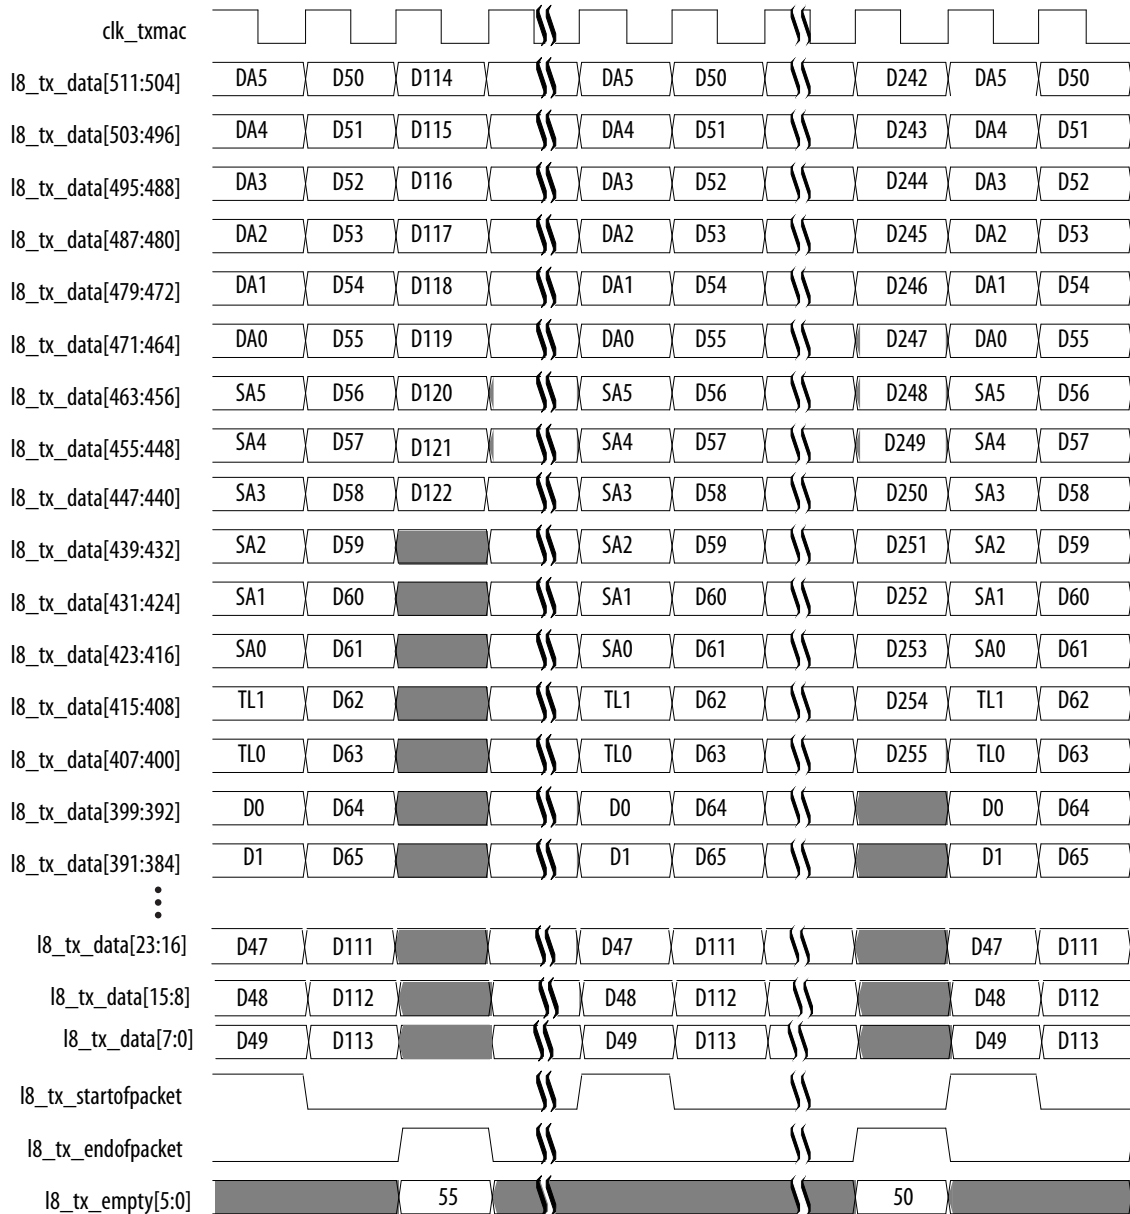 clk_txmac
l8_tx_data[511:504] DA5 D50 D114 DA5 D50 D242 DA5 D50
l8_tx_data[503:496] DA4 D51 D115 DA4 D51 D243 DA4 D51
l8_tx_data[495:488] DA3 D52 D116 DA3 D52 D244 DA3 D52
l8_tx_data[487:480] DA2 D53 D117 DA2 D53 D245 DA2 D53
l8_tx_data[479:472] DA1 D54 D118 DA1 D54 D246 DA1 D54
l8_tx_data[471:464] DA0 D55 D119 DA0 D55 D247 DA0 D55
l8_tx_data[463:456] SA5 D56 D120 SA5 D56 D248 SA5 D56
l8_tx_data[455:448] SA4 D57 D121 SA4 D57 D249 SA4 D57
l8_tx_data[447:440] SA3 D58 D122 SA3 D58 D250 SA3 D58
l8_tx_data[439:432] SA2 D59 SA2 D59 D251 SA2 D59
l8_tx_data[431:424] SA1 D60 SA1 D60 D252 SA1 D60
l8_tx_data[423:416] SA0 D61 SA0 D61 D253 SA0 D61
l8_tx_data[415:408] TL1 D62 TL1 D62 D254 TL1 D62
l8_tx_data[407:400] TL0 D63 TL0 D63 D255 TL0 D63
l8_tx_data[399:392] D0 D64 D0 D64 D0 D64
l8_tx_data[391:384] D1 D65 D1 D65 D1 D65
l8_tx_data[23:16] D47 D111 D47 D111 D47 D111
l8_tx_data[15:8] D48 D112 D48 D112 D48 D112
l8_tx_data[7:0] D49 D113 D49 D113 D49 D113
l8_tx_startofpacket
l8_tx_endofpacket
l8_tx_empty[5:0] 55 50